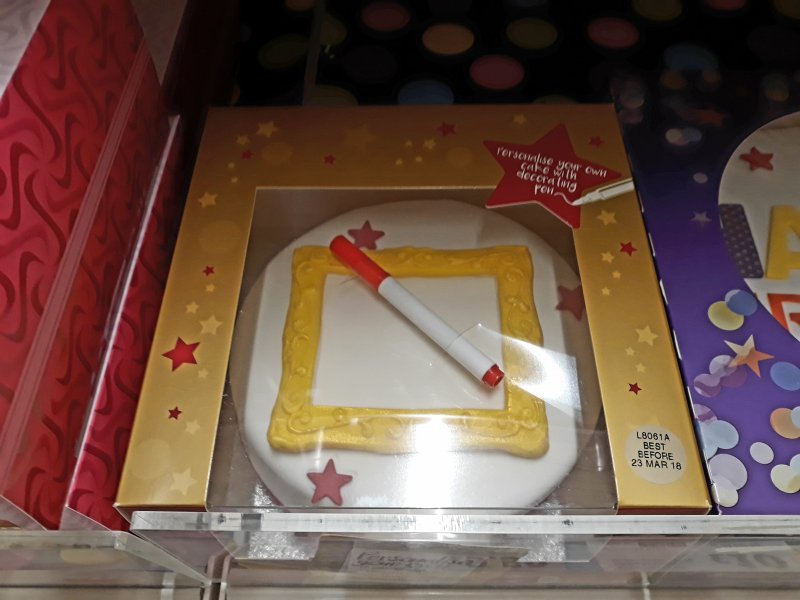 Personalise your own
cake with
decorating
pen
L8061A
BEST
BEFORE
23 MAR 18